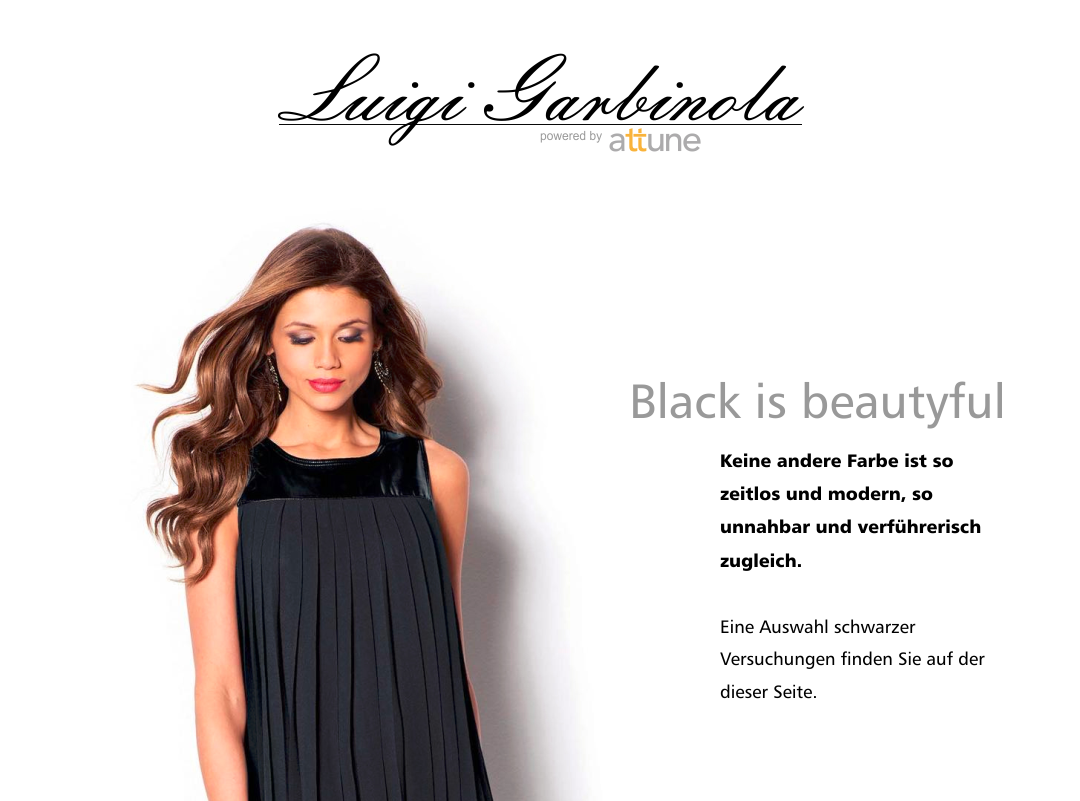 Luigi Garbinola
powered by attune
Black is beautyful
Keine andere Farbe ist so
zeitlos und modern, so
unnahbar und verführerisch
zugleich.
Eine Auswahl schwarzer
Versuchungen finden Sie auf der
dieser Seite.